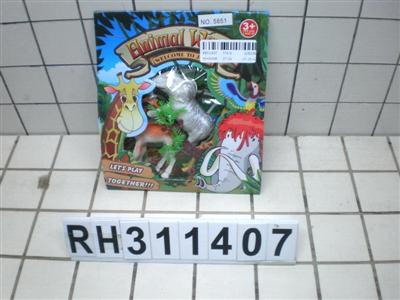 NO. 5851
3+
Animal
WELCOME TO
LET'S PLAY
TOGETHER!!!
RH311407